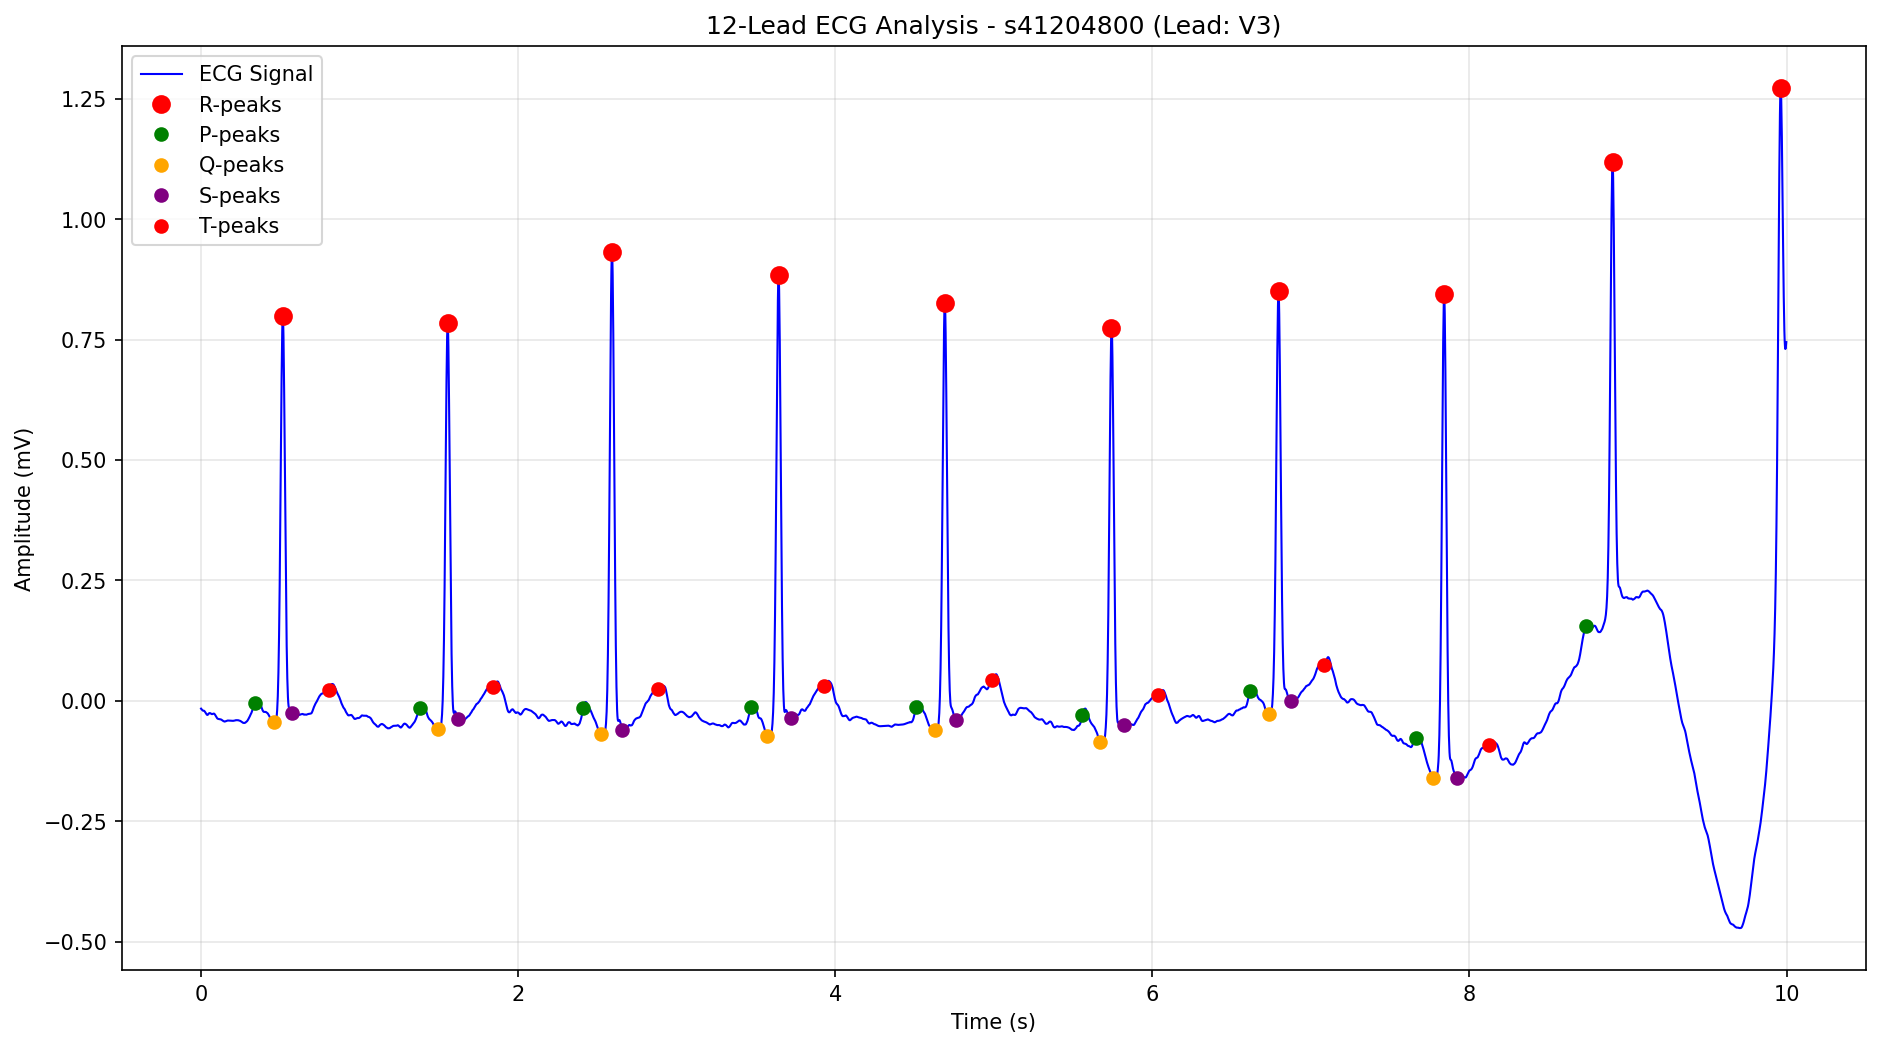 12-Lead ECG Analysis - s41204800 (Lead: V3)
ECG Signal
R-peaks
P-peaks
Q-peaks
S-peaks
T-peaks
1.25
1.00
0.75
0.50
0.25
0.00
−0.25
−0.50
Amplitude (mV)
0
2
4
6
8
10
Time (s)